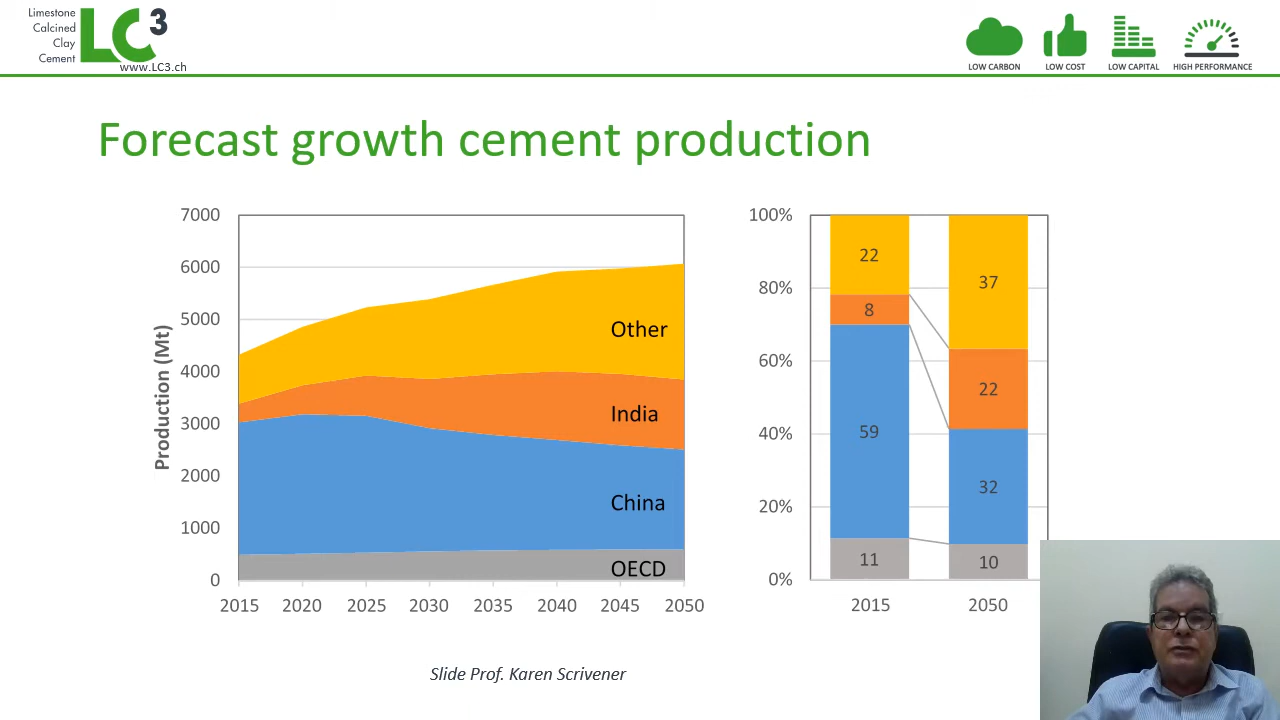 Limestone
Calcined
Clay
Cement
LC3
www.LC3.ch
LOW CARBON
LOW COST
LOW CAPITAL
HIGH PERFORMANCE
Forecast growth cement production
Production (Mt)
7000
6000
5000
4000
3000
2000
1000
0
Other
India
China
OECD
2015 2020 2025 2030 2035 2040 2045 2050
100%
80%
60%
40%
20%
0%
22
8
59
11
37
22
32
10
2015 2050
Slide Prof. Karen Scrivener